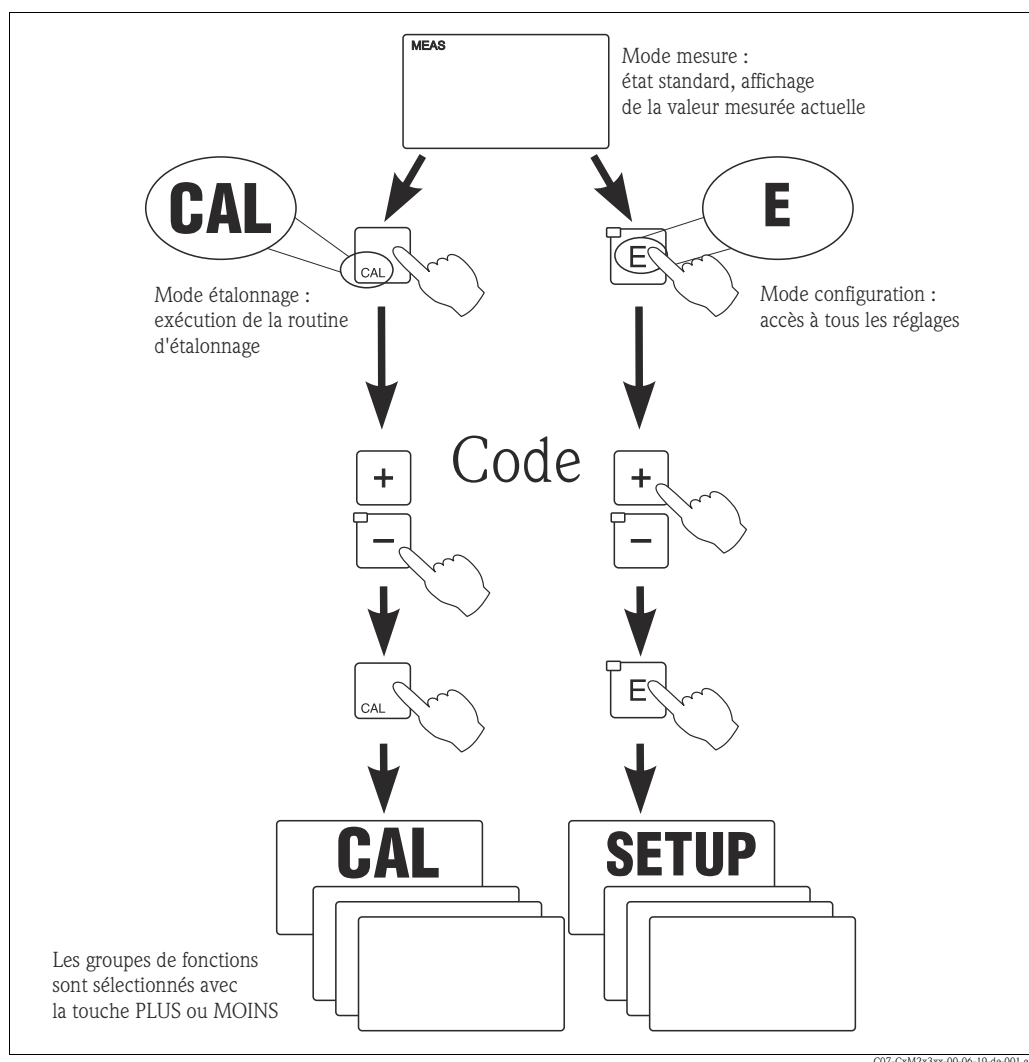 MEAS
Mode mesure :
état standard, affichage
de la valeur mesurée actuelle
CAL
E
CAL
E
Mode étalonnage :
exécution de la routine
d'étalonnage
Mode configuration :
accès à tous les réglages
Code
+
+
−
−
CAL
E
CAL
SETUP
Les groupes de fonctions
sont sélectionnés avec
la touche PLUS ou MOINS